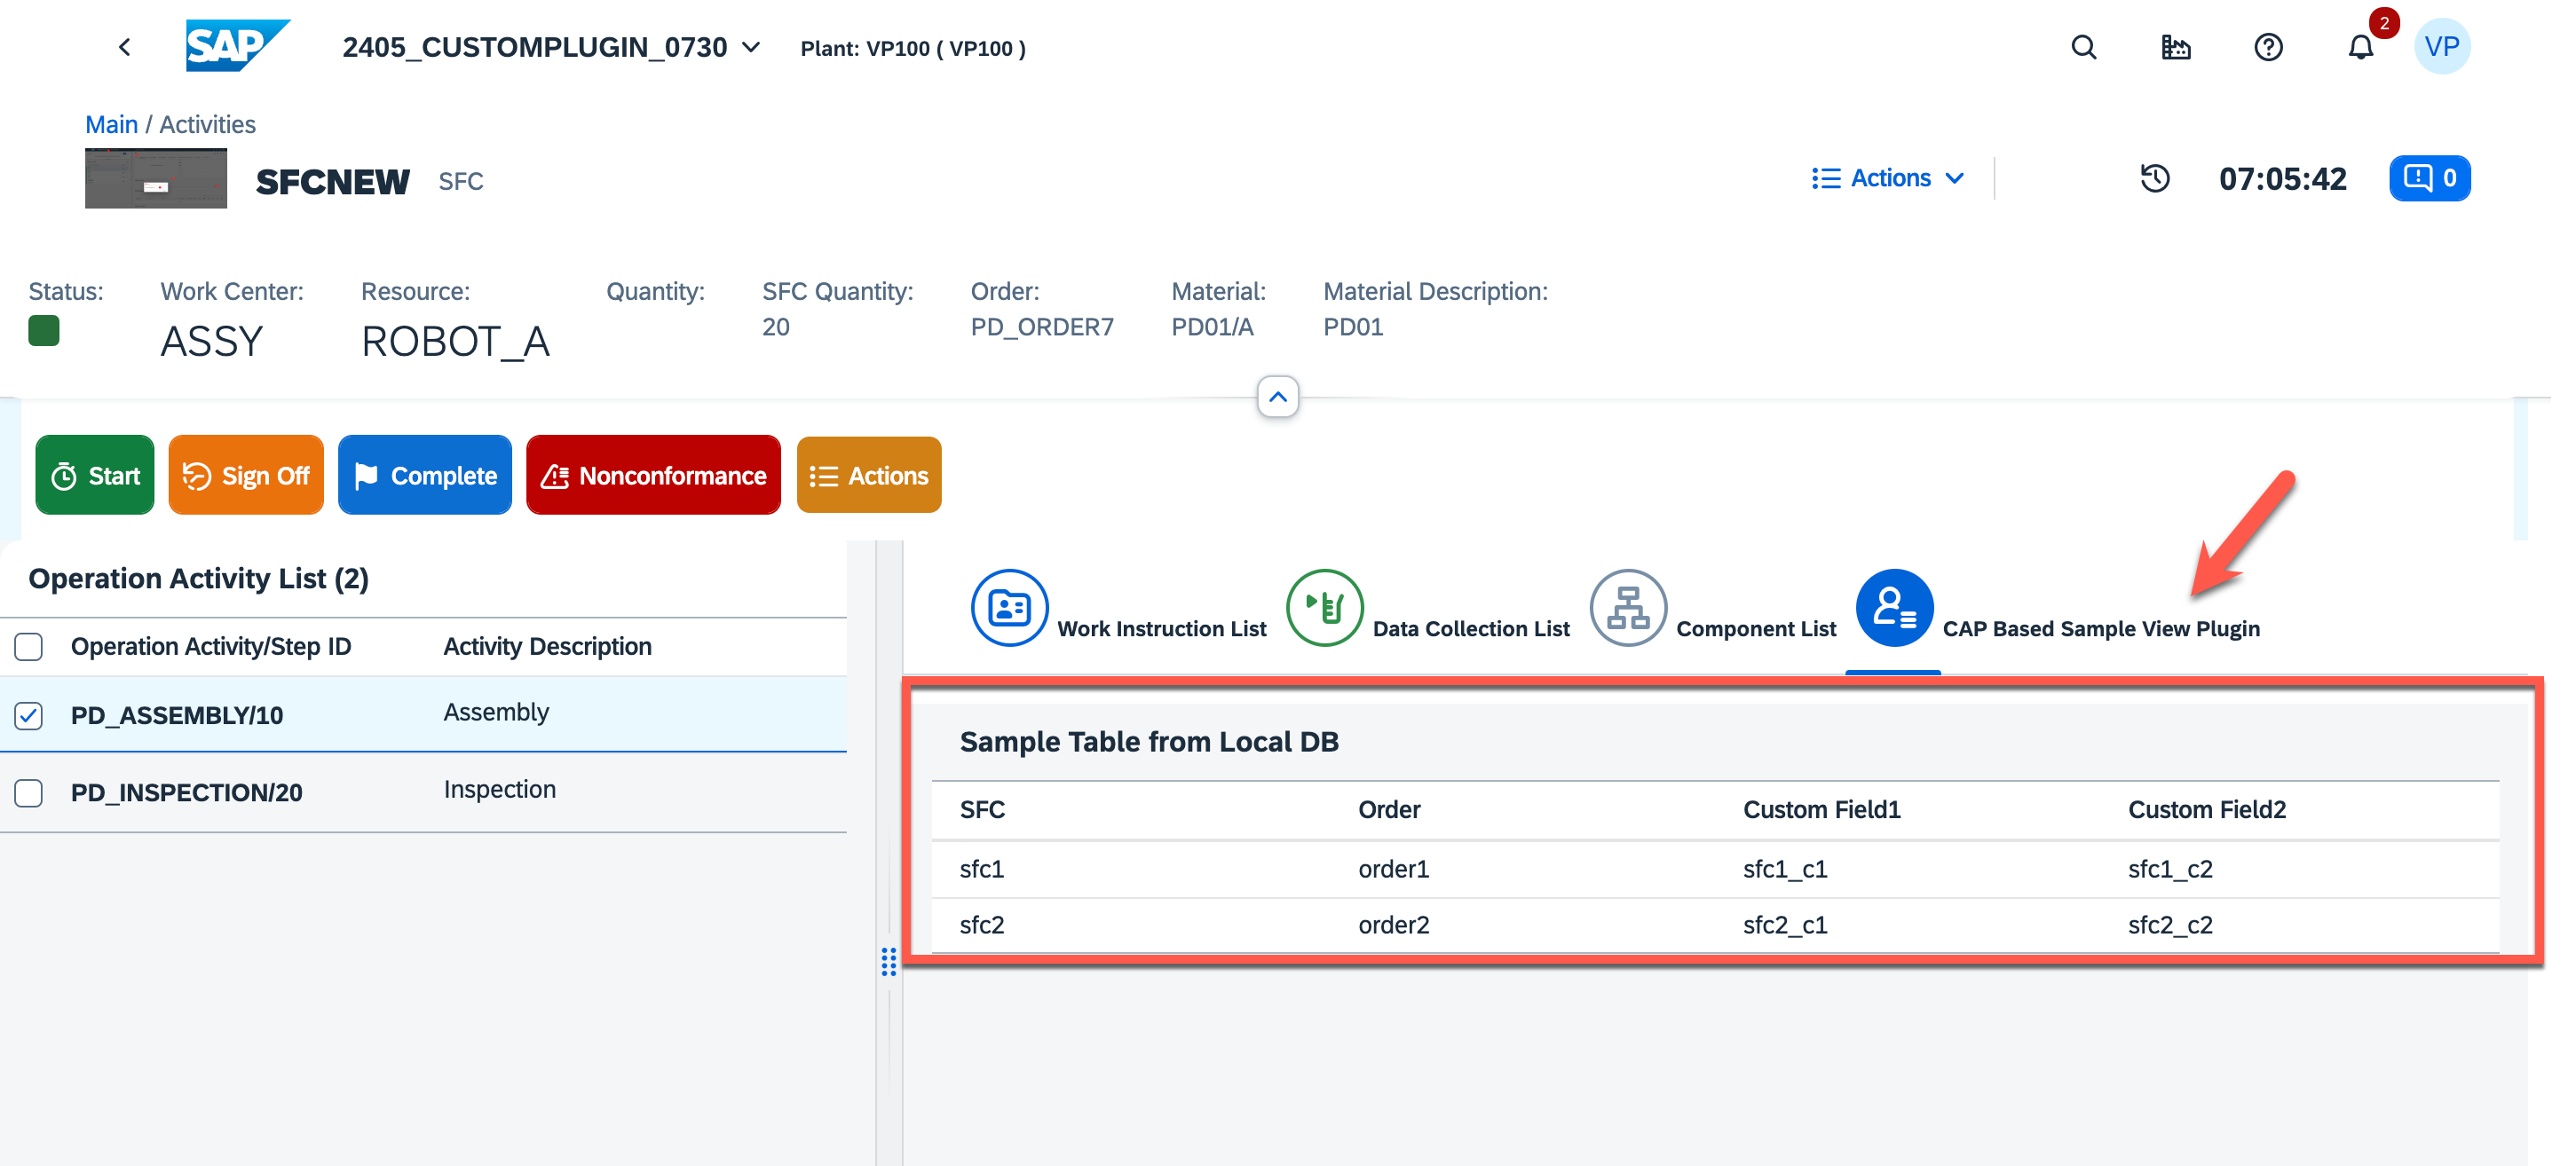 SAP 2405_CUSTOMPLUGIN_0730 Plant: VP100 ( VP100 ) 2 VP
Main / Activities
SFCNEW SFC Actions 07:05:42 0
Status: Work Center: Resource: Quantity: SFC Quantity: Order: Material: Material Description:
ASSY ROBOT_A 20 PD_ORDER7 PD01/A PD01
Start Sign Off Complete Nonconformance Actions
Operation Activity List (2)
Operation Activity/Step ID Activity Description
PD_ASSEMBLY/10 Assembly
PD_INSPECTION/20 Inspection
Work Instruction List Data Collection List Component List CAP Based Sample View Plugin
Sample Table from Local DB
SFC Order Custom Field1 Custom Field2
sfc1 order1 sfc1_c1 sfc1_c2
sfc2 order2 sfc2_c1 sfc2_c2